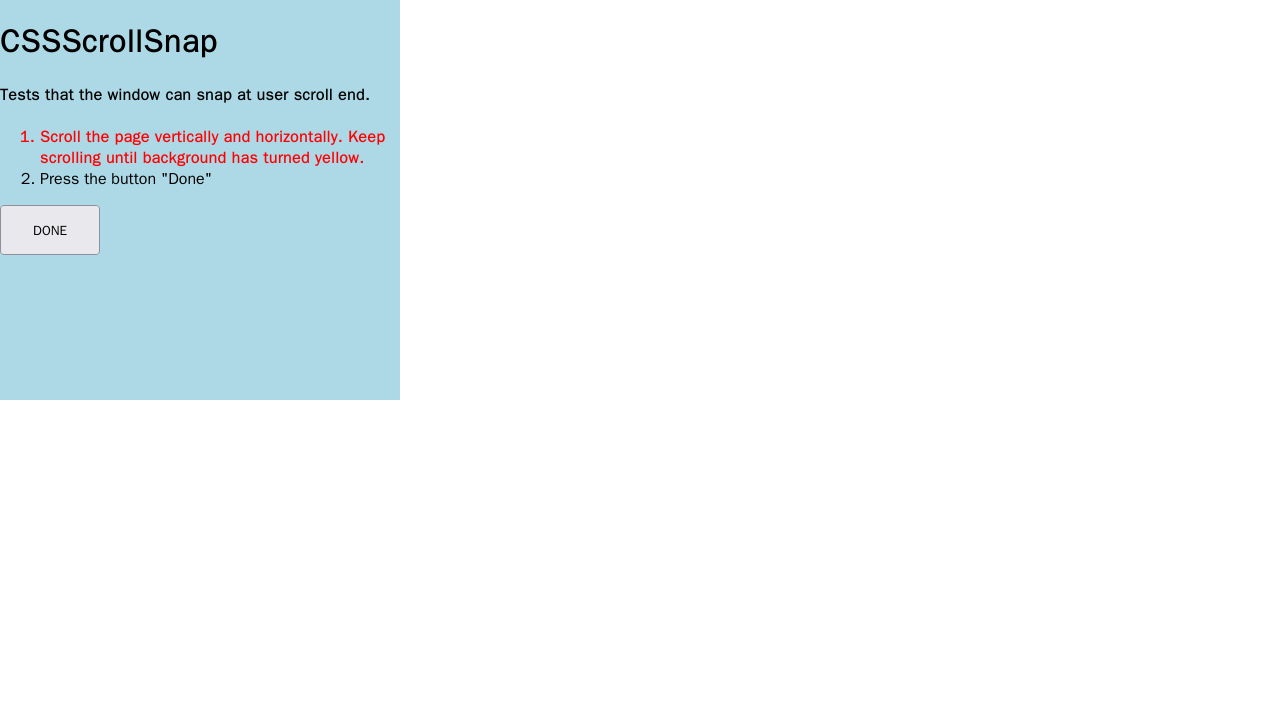 CSSScrollSnap
Tests that the window can snap at user scroll end.
1. Scroll the page vertically and horizontally. Keep
scrolling until background has turned yellow.
2. Press the button "Done"
DONE